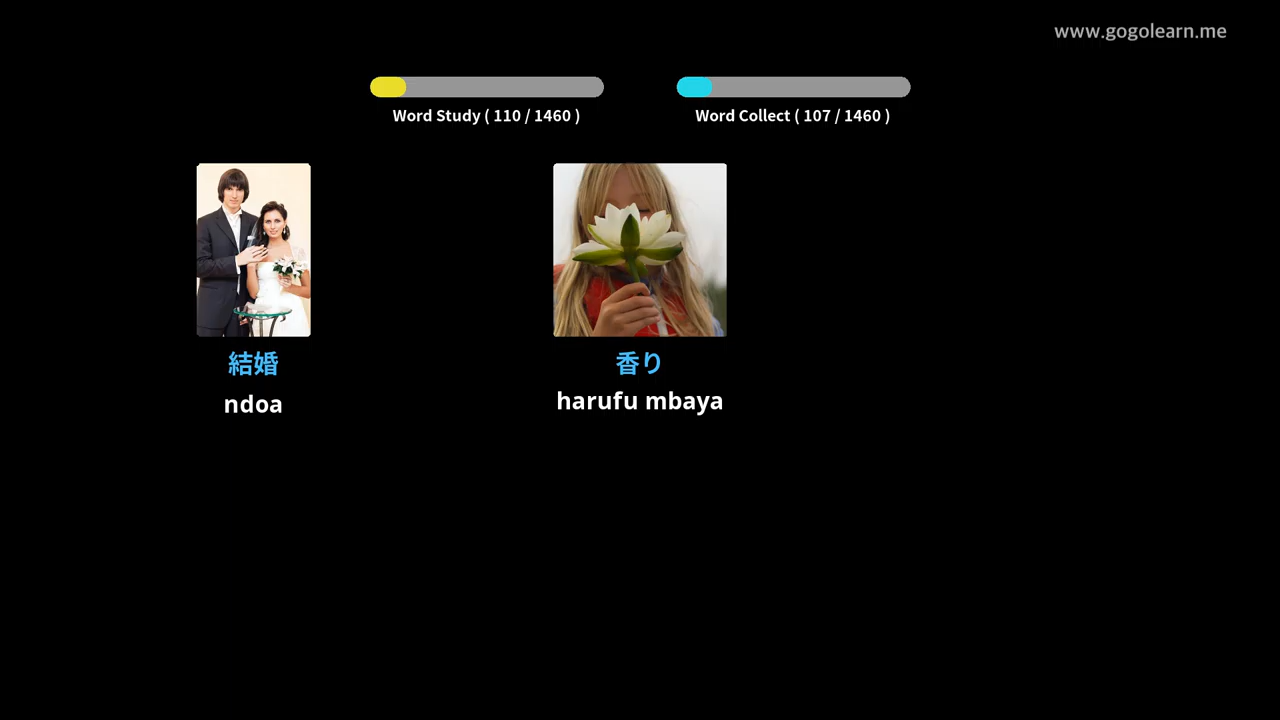 www.gogolearn.me
Word Study ( 110 / 1460 )
Word Collect ( 107 / 1460 )
結婚
ndoa
香り
harufu mbaya